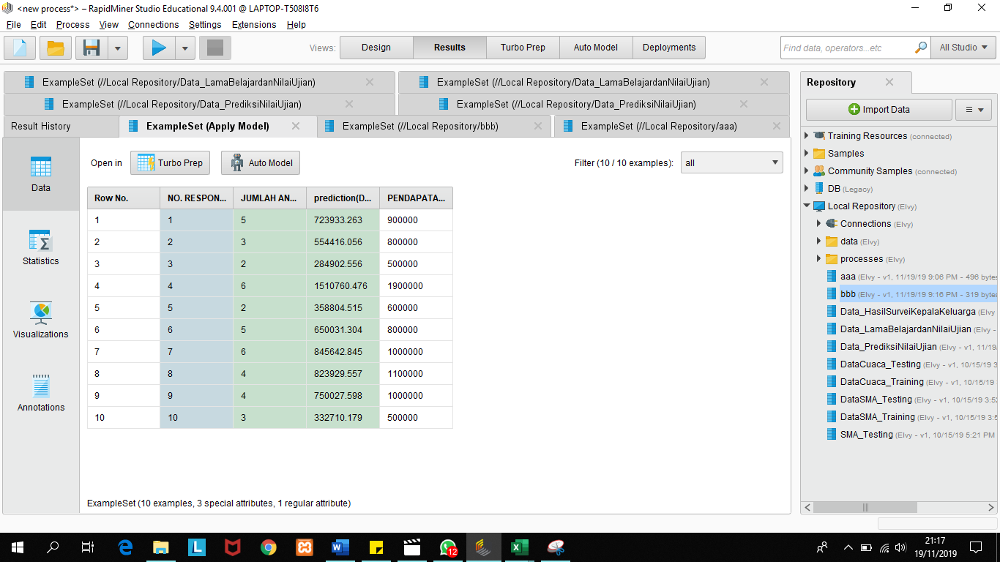 <new process*> – RapidMiner Studio Educational 9.4.001 @ LAPTOP-T508I8T6
File Edit Process View Connections Settings Extensions Help
Views: Design Results Turbo Prep Auto Model Deployments Find data, operators...etc All Studio
ExampleSet (//Local Repository/Data_LamaBelajardanNilaiUjian) ExampleSet (//Local Repository/Data_LamaBelajardanNilaiUjian)
ExampleSet (//Local Repository/Data_PrediksiNilaiUjian) ExampleSet (//Local Repository/Data_PrediksiNilaiUjian)
Result History ExampleSet (Apply Model) ExampleSet (//Local Repository/bbb) ExampleSet (//Local Repository/aaa)
Data
Statistics
Visualizations
Annotations
Open in Turbo Prep Auto Model Filter (10 / 10 examples): all
Row No. NO. RESPON... JUMLAH AN... prediction(D... PENDAPATA...
1 1 5 723933.263 900000
2 2 3 554416.056 800000
3 3 2 284902.556 500000
4 4 6 1510760.476 1900000
5 5 2 358804.515 600000
6 6 5 650031.304 800000
7 7 6 845642.845 1000000
8 8 4 823929.557 1100000
9 9 4 750027.598 1000000
10 10 3 332710.179 500000
ExampleSet (10 examples, 3 special attributes, 1 regular attribute)
Repository
Import Data
Training Resources (connected)
Samples
Community Samples (connected)
DB (Legacy)
Local Repository (Elvy)
Connections (Elvy)
data (Elvy)
processes (Elvy)
aaa (Elvy – v1, 11/19/19 9:06 PM – 496 bytes
bbb (Elvy – v1, 11/19/19 9:16 PM – 319 bytes
Data_HasilSurveiKepalaKeluarga (Elvy
Data_LamaBelajardanNilaiUjian (Elvy –
Data_PrediksiNilaiUjian (Elvy – v1, 11/19/
DataCuaca_Testing (Elvy – v1, 10/15/19 3
DataCuaca_Training (Elvy – v1, 10/15/19
DataSMA_Testing (Elvy – v1, 10/15/19 3:52
DataSMA_Training (Elvy – v1, 10/15/19 3:5
SMA_Testing (Elvy – v1, 10/15/19 5:21 PM
L W 12 X
21:17
19/11/2019